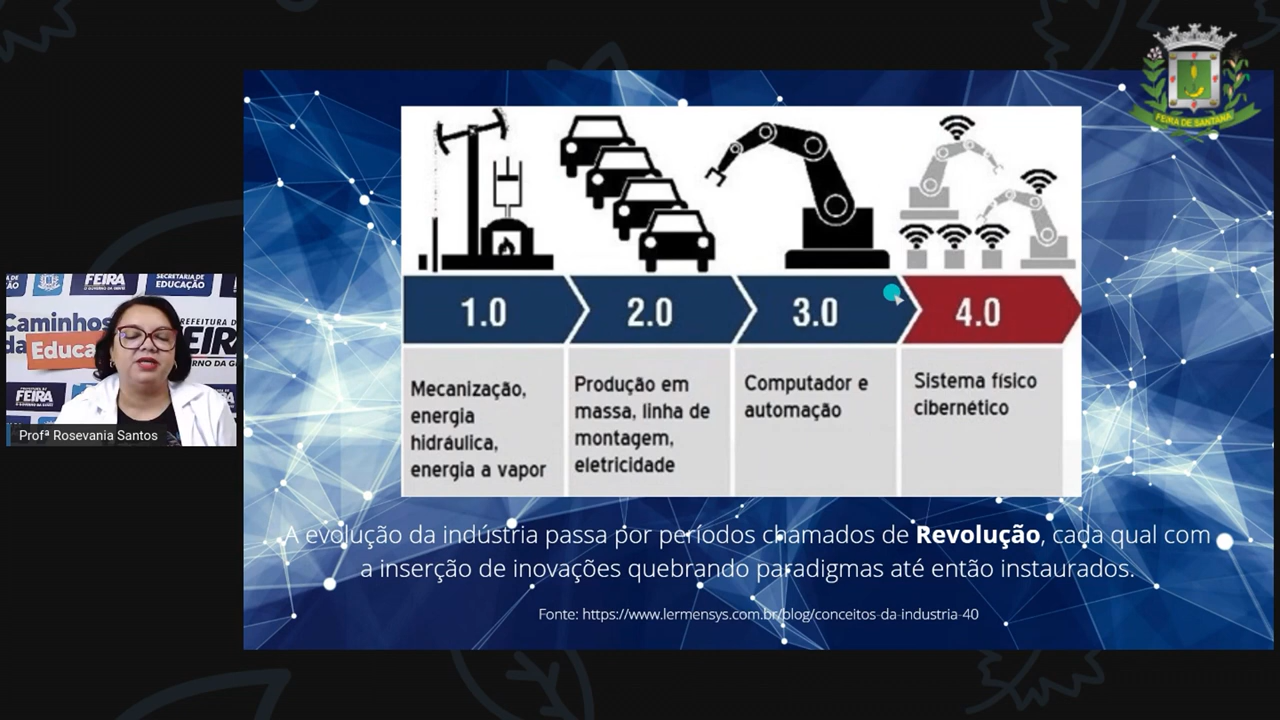 FEIRA DE SANTANA
1.0
2.0
3.0
4.0
Mecanização,
energia
hidráulica,
energia a vapor
Produção em
massa, linha de
montagem,
eletricidade
Computador e
automação
Sistema físico
cibernético
A evolução da indústria passa por períodos chamados de Revolução, cada qual com
a inserção de inovações quebrando paradigmas até então instaurados.
Fonte: https://www.lermensys.com.br/blog/conceitos-da-industria-40
FEIRA
SECRETARIA DE
EDUCAÇÃO
Caminhos
da Educa
PREFEITURA D
EIR
FEIRA
Profª Rosevania Santos